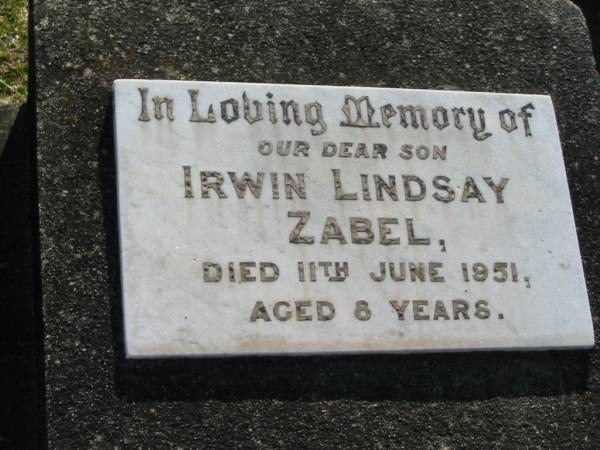 In Loving Memory of
OUR DEAR SON
IRWIN LINDSAY
ZABEL,
DIED 11TH JUNE 1951,
AGED 8 YEARS.